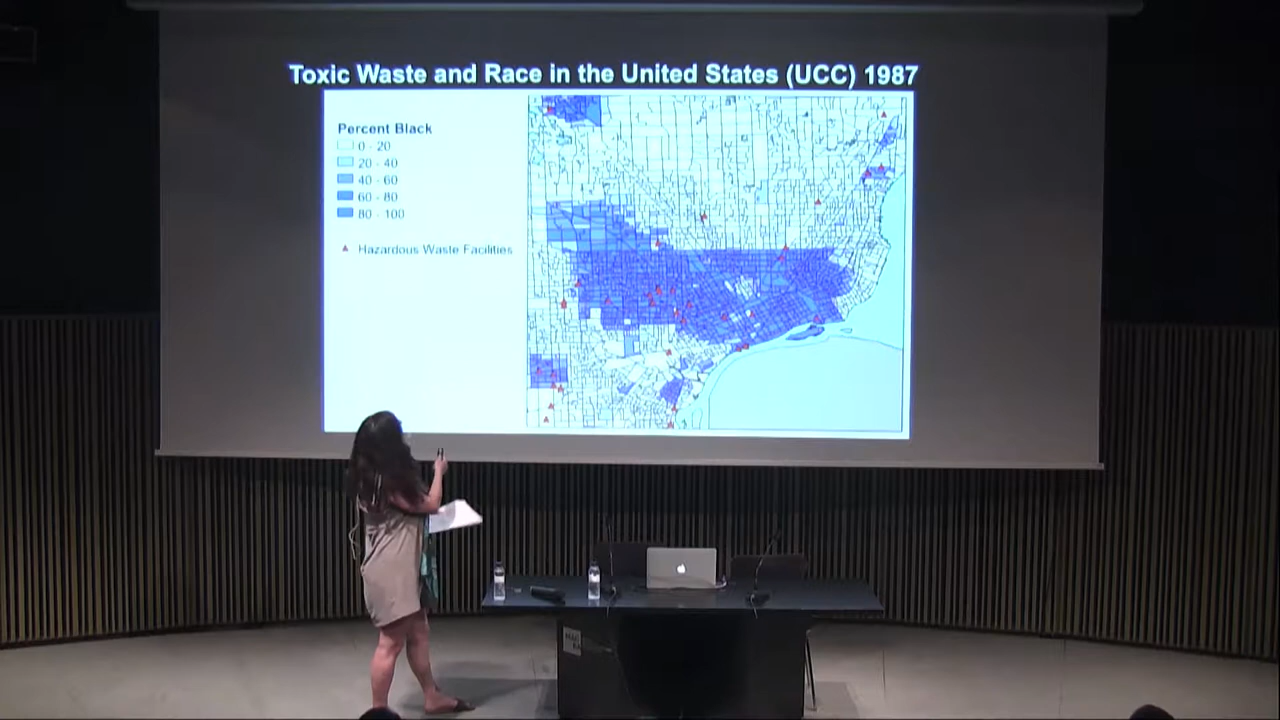 Toxic Waste and Race in the United States (UCC) 1987
Percent Black
0 - 20
20 - 40
40 - 60
60 - 80
80 - 100
Hazardous Waste Facilities